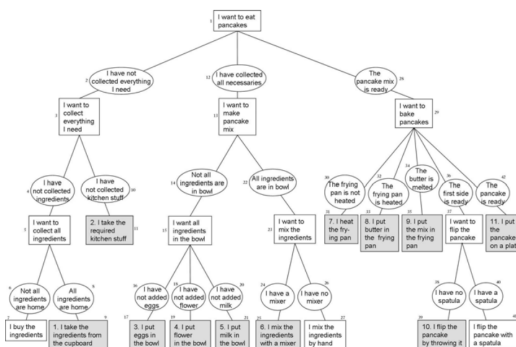 I want to eat
pancakes
I have not
collected everything
I need
I have collected
all necessaries
The
pancake mix
is ready
I want to
collect
everything
I need
I want to
make
pancake
mix
I want to
bake
pancakes
I have
not collected
ingredients
I have
not collected
kitchen stuff
Not all
ingredients are
in bowl
All ingredients
are in bowl
The frying
pan is not
heated
The
frying pan
is heated
The
butter is
melted
The
first side
is ready
The
pancake
is ready
I want to
collect all
ingredients
2. I take the
required
kitchen stuff
I want all
ingredients
in the bowl
I want to
mix the
ingredients
7. I heat
the fry-
ing pan
8. I put
butter in
the frying
pan
9. I put
the mix in
the frying
pan
I want to
flip the
pancake
11. I put
the
pancake
on a plat
Not all
ingredients
are home
All
ingredients
are home
I have
not added
eggs
I have
not added
flower
I have
not added
milk
I have a
mixer
I have no
mixer
I have no
spatula
I have a
spatula
I buy the
ingredients
1. I take the
ingredients from
the cupboard
3. I put
eggs in
the bowl
4. I put
flower in
the bowl
5. I put
milk in
the bowl
6. I mix the
ingredients
with a mixer
I mix the
ingredients
by hand
10. I flip the
pancake by
throwing it
I flip the
pancake with
a spatula